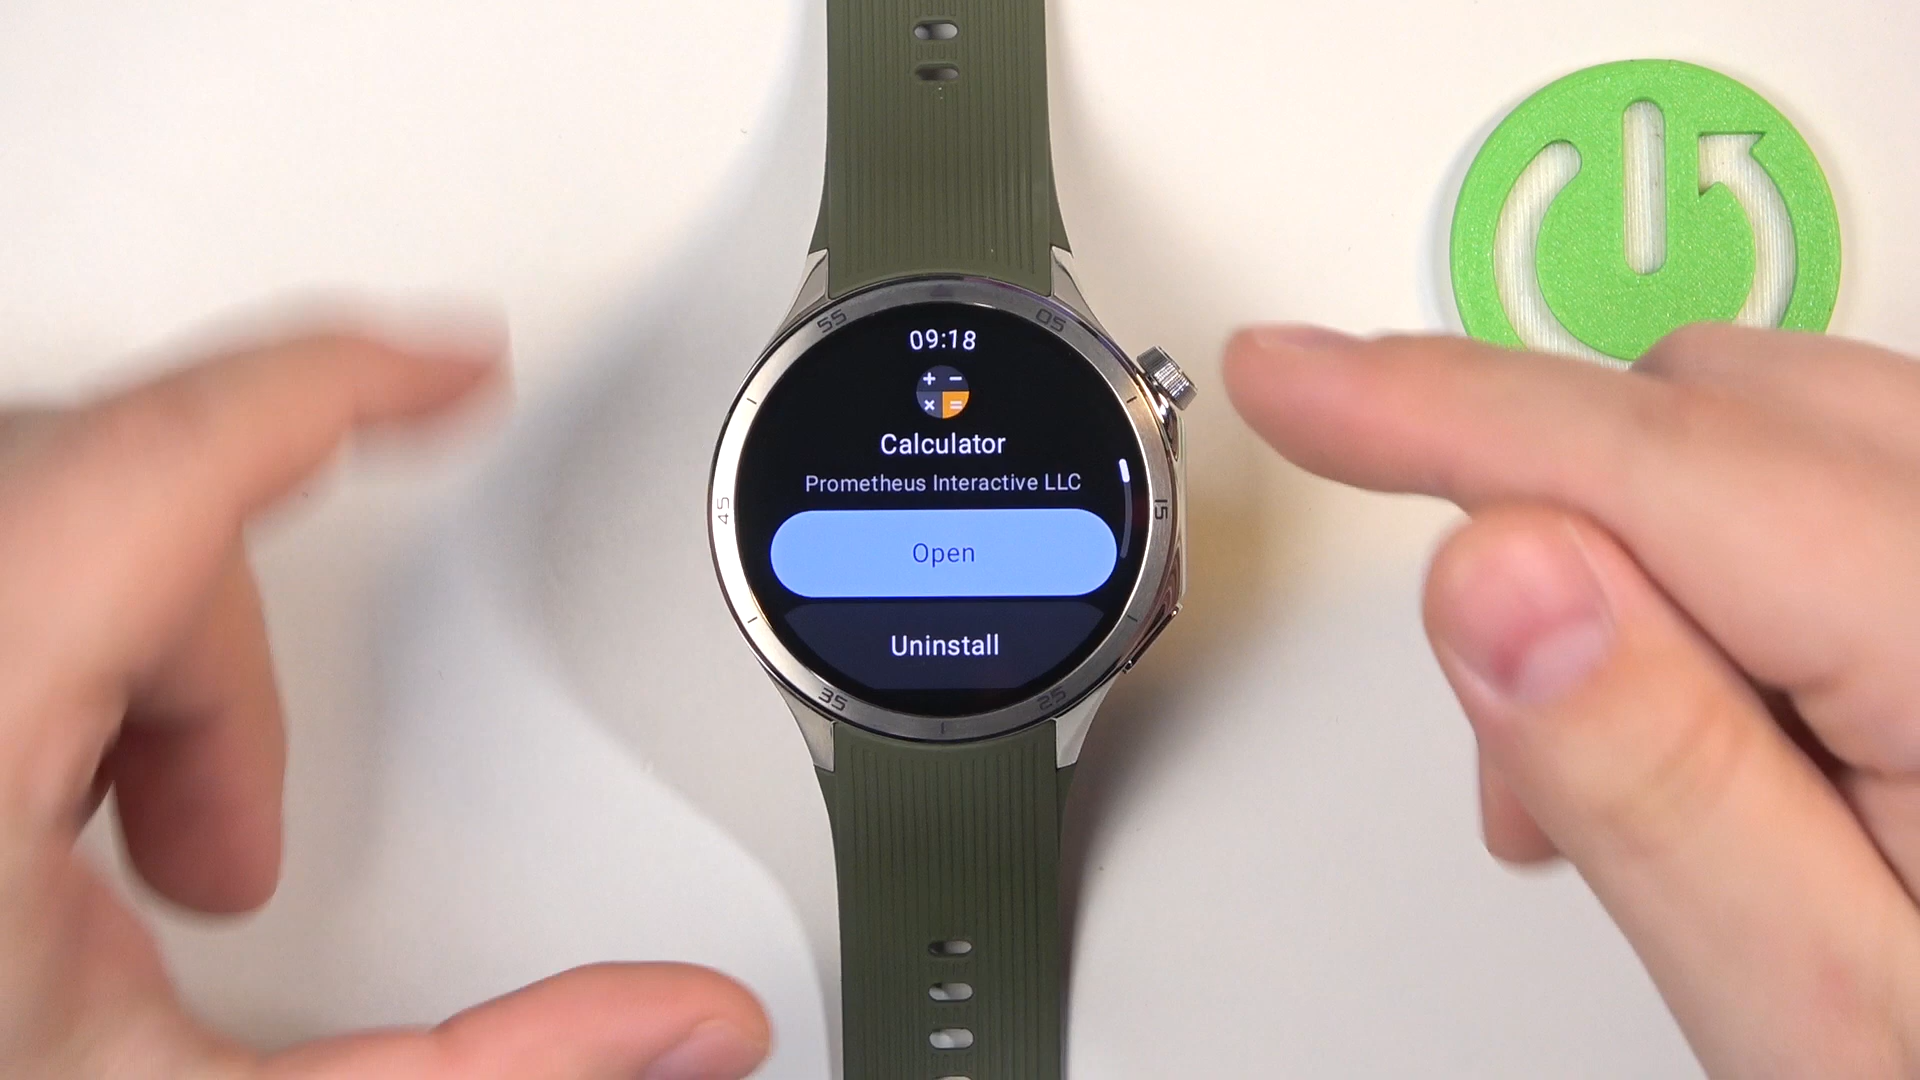 55
05
09:18
+ −
× =
Calculator
Prometheus Interactive LLC
45
15
Open
Uninstall
35
25